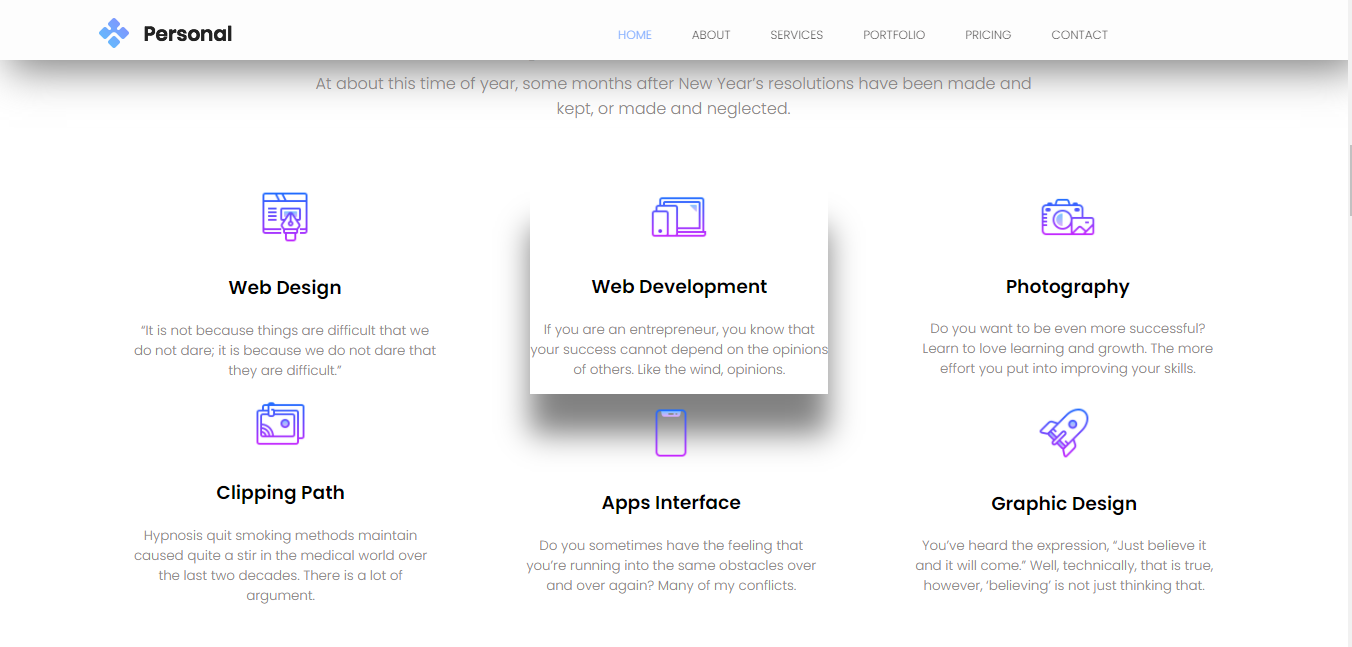 Personal
HOME ABOUT SERVICES PORTFOLIO PRICING CONTACT
At about this time of year, some months after New Year’s resolutions have been made and
kept, or made and neglected.
Web Design
“It is not because things are difficult that we
do not dare; it is because we do not dare that
they are difficult.”
Web Development
If you are an entrepreneur, you know that
your success cannot depend on the opinions
of others. Like the wind, opinions.
Photography
Do you want to be even more successful?
Learn to love learning and growth. The more
effort you put into improving your skills.
Clipping Path
Hypnosis quit smoking methods maintain
caused quite a stir in the medical world over
the last two decades. There is a lot of
argument.
Apps Interface
Do you sometimes have the feeling that
you’re running into the same obstacles over
and over again? Many of my conflicts.
Graphic Design
You’ve heard the expression, “Just believe it
and it will come.” Well, technically, that is true,
however, ‘believing’ is not just thinking that.